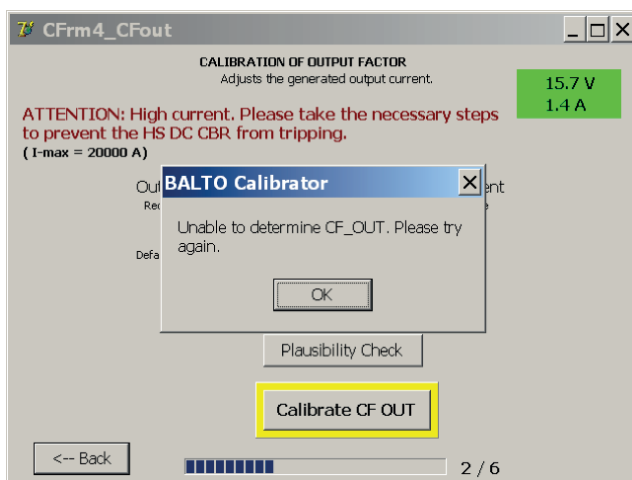 CFrm4_CFout
CALIBRATION OF OUTPUT FACTOR
Adjusts the generated output current.
15.7 V
1.4 A
ATTENTION: High current. Please take the necessary steps
to prevent the HS DC CBR from tripping.
( I-max = 20000 A)
BALTO Calibrator
Unable to determine CF_OUT. Please try
again.
OK
Plausibility Check
Calibrate CF OUT
<-- Back
2 / 6